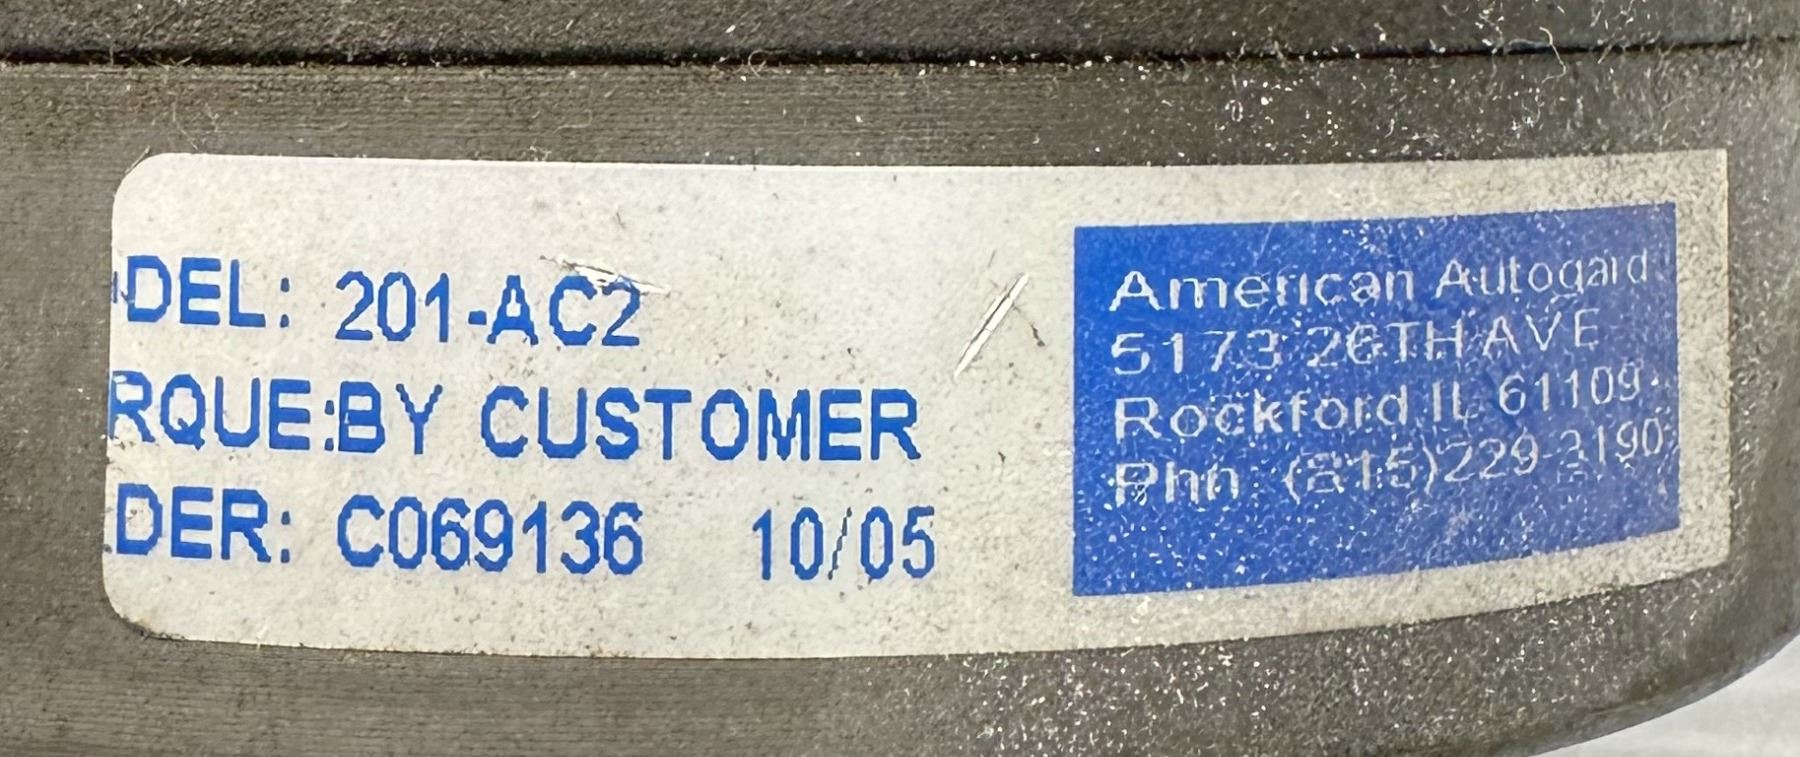 DEL: 201-AC2
RQUE:BY CUSTOMER
DER: C069136 10/05
American Autogard
5173 26TH AVE
Rockford IL 61109
Phn (815)229-3190